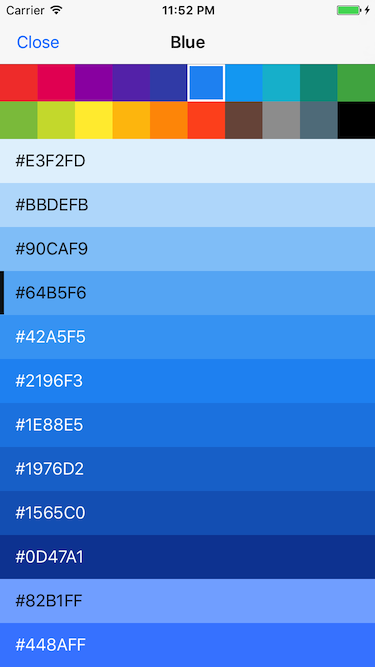 Carrier 11:52 PM
Close Blue
#E3F2FD
#BBDEFB
#90CAF9
#64B5F6
#42A5F5
#2196F3
#1E88E5
#1976D2
#1565C0
#0D47A1
#82B1FF
#448AFF